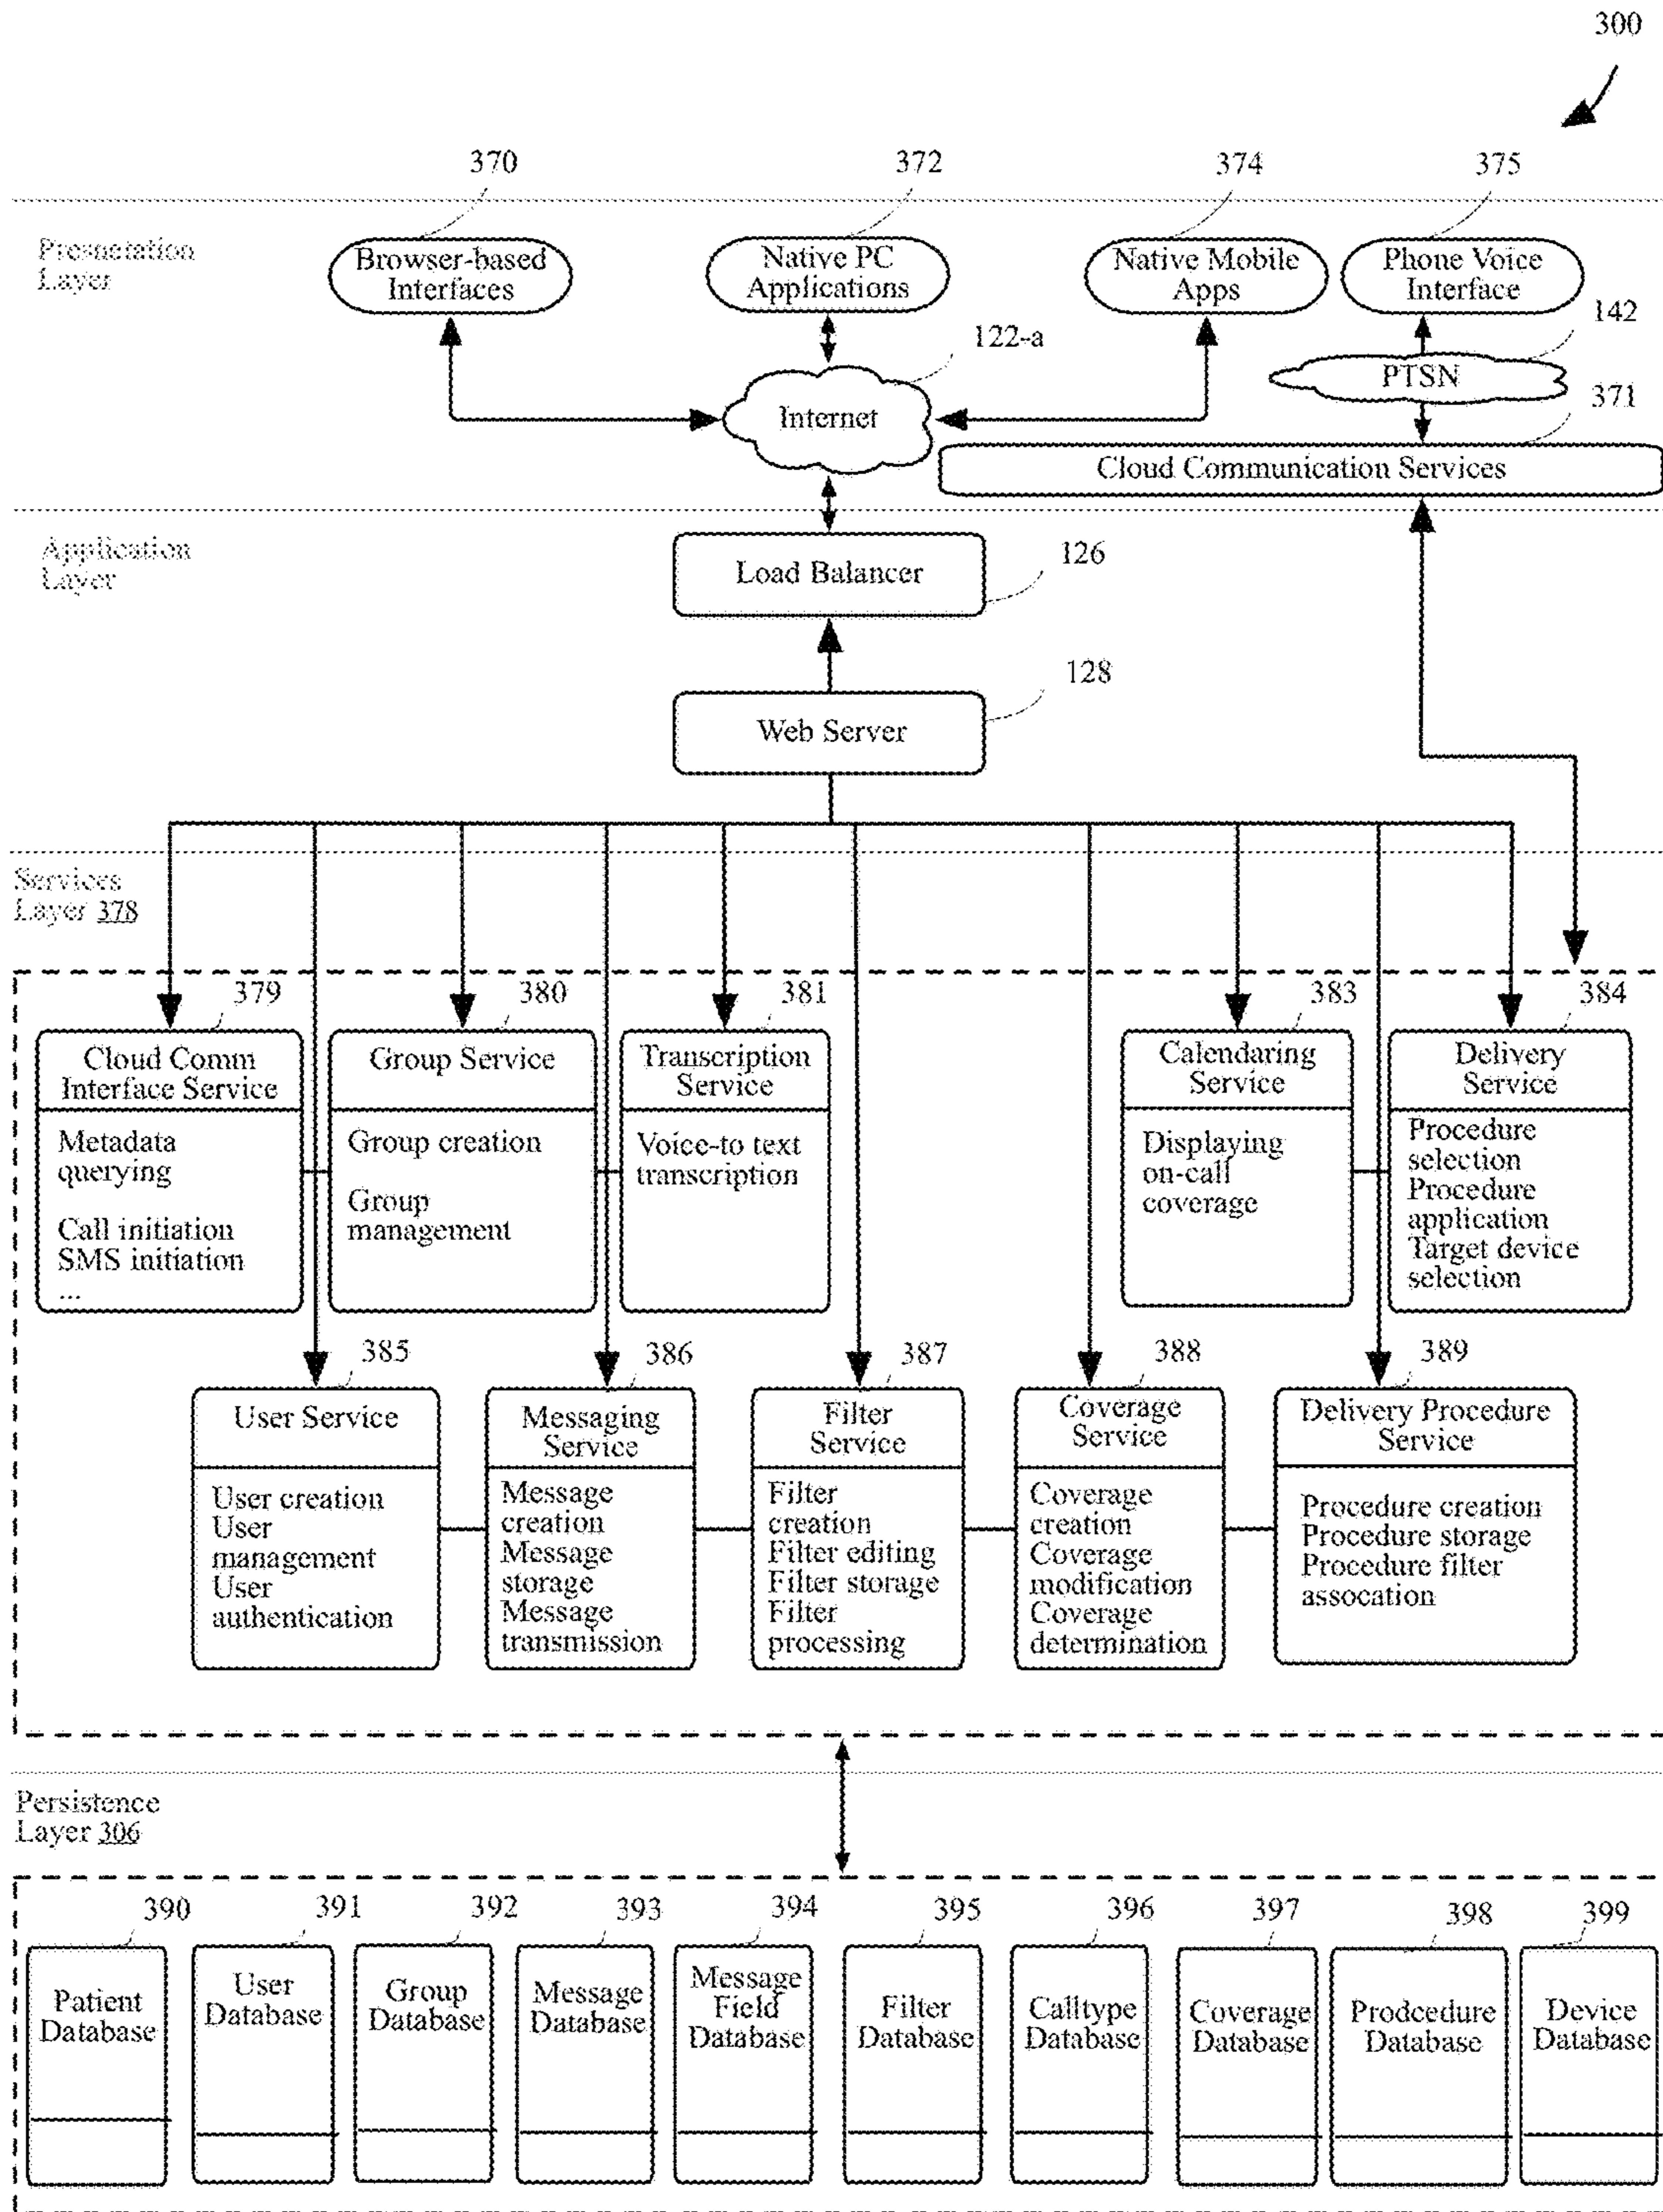 300
370
372
374
375
Presnetation
Layer
Browser-based
Interfaces
Native PC
Applications
Native Mobile
Apps
Phone Voice
Interface
142
122-a
PTSN
371
Internet
Cloud Communication Services
Application
Layer
Load Balancer
126
128
Web Server
Services
Layer 378
379
380
381
383
384
Cloud Comm
Interface Service
Metadata
querying
Call initiation
SMS initiation
...
Group Service
Group creation
Group
management
Transcription
Service
Voice-to text
transcription
Calendaring
Service
Displaying
on-call
coverage
Delivery
Service
Procedure
selection
Procedure
application
Target device
selection
385
386
387
388
389
User Service
User creation
User
management
User
authentication
Messaging
Service
Message
creation
Message
storage
Message
transmission
Filter
Service
Filter
creation
Filter editing
Filter storage
Filter
processing
Coverage
Service
Coverage
creation
Coverage
modification
Coverage
determination
Delivery Procedure
Service
Procedure creation
Procedure storage
Procedure filter
assocation
Persistence
Layer 306
390
391
392
393
394
395
396
397
398
399
Patient
Database
User
Database
Group
Database
Message
Database
Message
Field
Database
Filter
Database
Calltype
Database
Coverage
Database
Prodcedure
Database
Device
Database